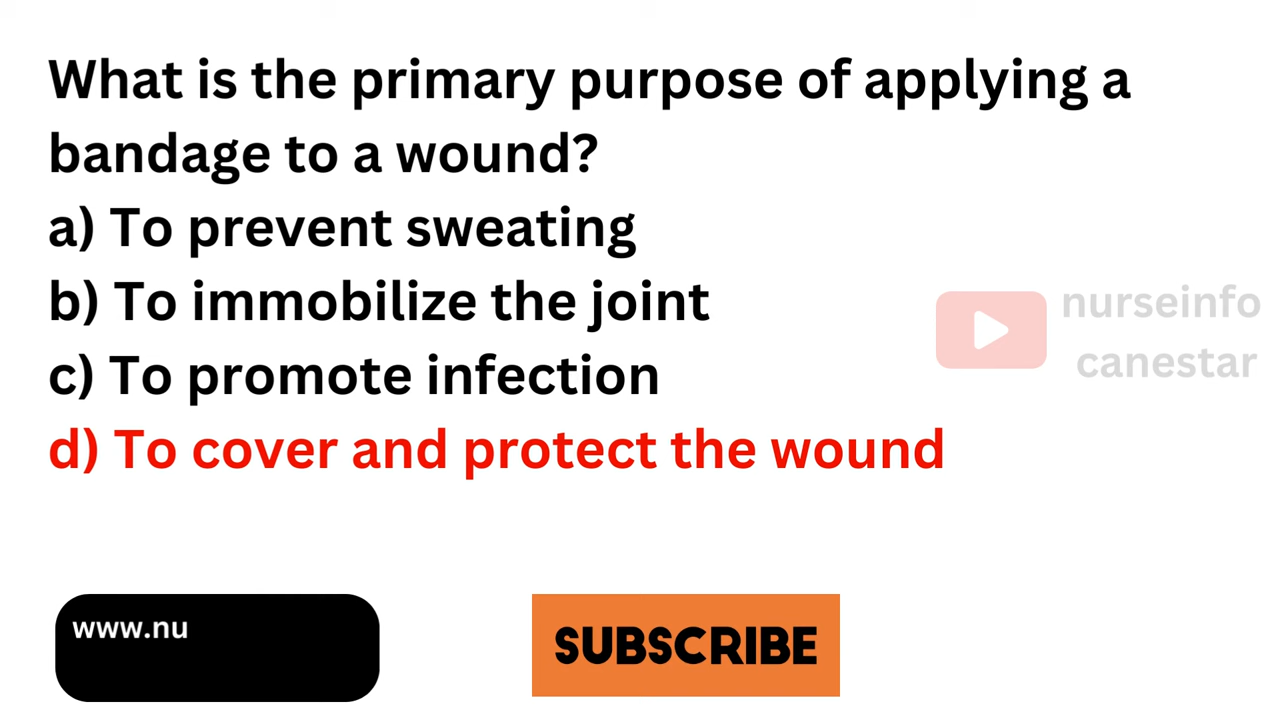 What is the primary purpose of applying a
bandage to a wound?
a) To prevent sweating
b) To immobilize the joint
c) To promote infection
d) To cover and protect the wound
nurseinfo
canestar
www.nu
SUBSCRIBE